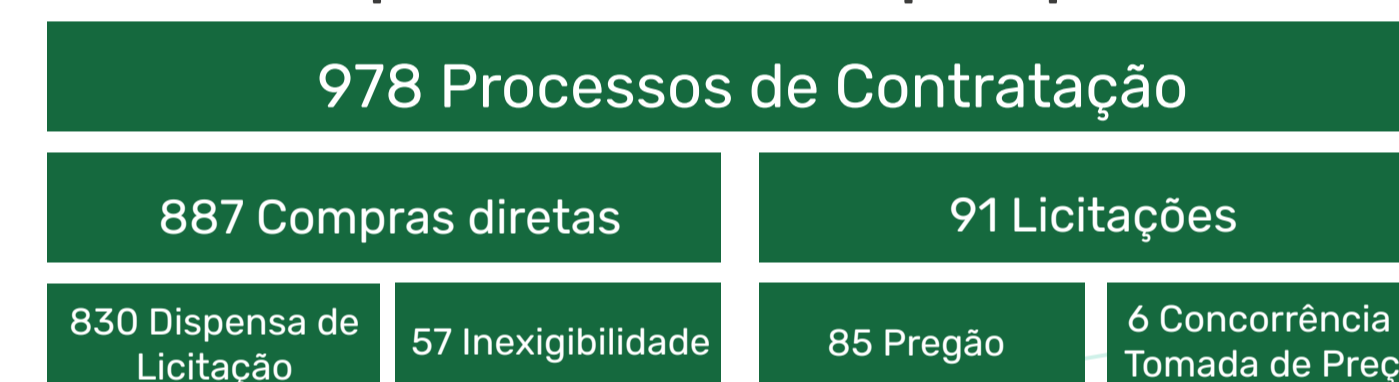 978 Processos de Contratação
887 Compras diretas
91 Licitações
830 Dispensa de
Licitação
57 Inexigibilidade
85 Pregão
6 Concorrência
Tomada de